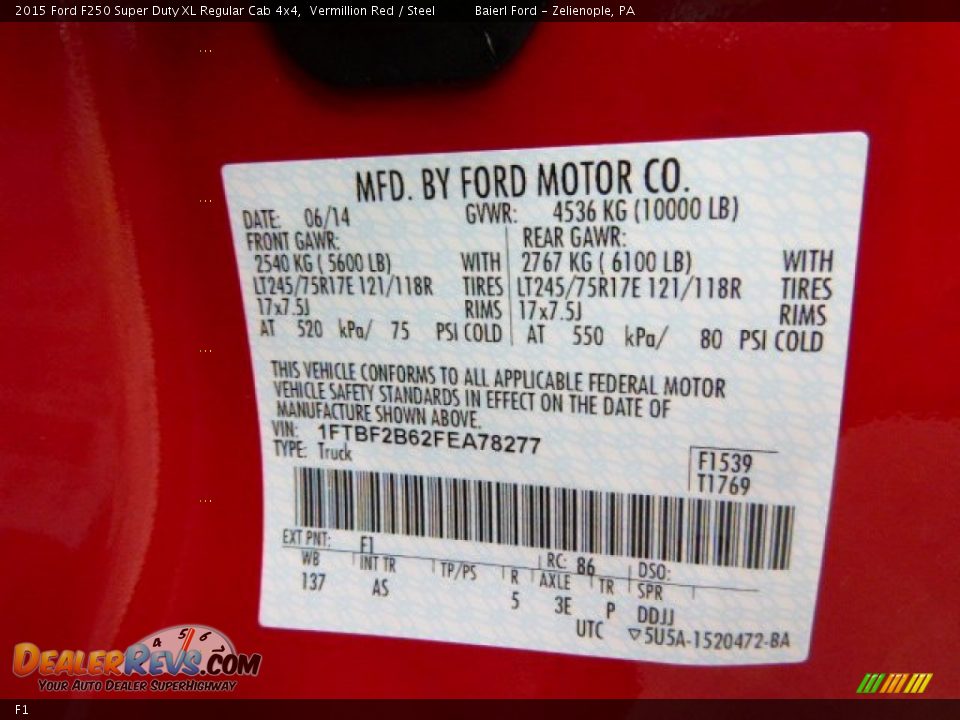 2015 Ford F250 Super Duty XL Regular Cab 4x4, Vermillion Red / Steel Baierl Ford - Zelienople, PA
MFD. BY FORD MOTOR CO.
DATE: 06/14 GVWR: 4536 KG (10000 LB)
FRONT GAWR: REAR GAWR:
2540 KG ( 5600 LB) WITH 2767 KG ( 6100 LB) WITH
LT245/75R17E 121/118R TIRES LT245/75R17E 121/118R TIRES
17x7.5J RIMS 17x7.5J RIMS
AT 520 kPa/ 75 PSI COLD AT 550 kPa/ 80 PSI COLD
THIS VEHICLE CONFORMS TO ALL APPLICABLE FEDERAL MOTOR
VEHICLE SAFETY STANDARDS IN EFFECT ON THE DATE OF
MANUFACTURE SHOWN ABOVE.
VIN: 1FTBF2B62FEA78277
TYPE: Truck
F1539
T1769
EXT PNT: F1 RC: 86 DSO:
WB INT TR TP/PS R AXLE TR SPR
137 AS 5 3E P DDJJ
UTC ▽5U5A-1520472-BA
4 5 6
DEALERREVS.COM
YOUR AUTO DEALER SUPERHIGHWAY
F1